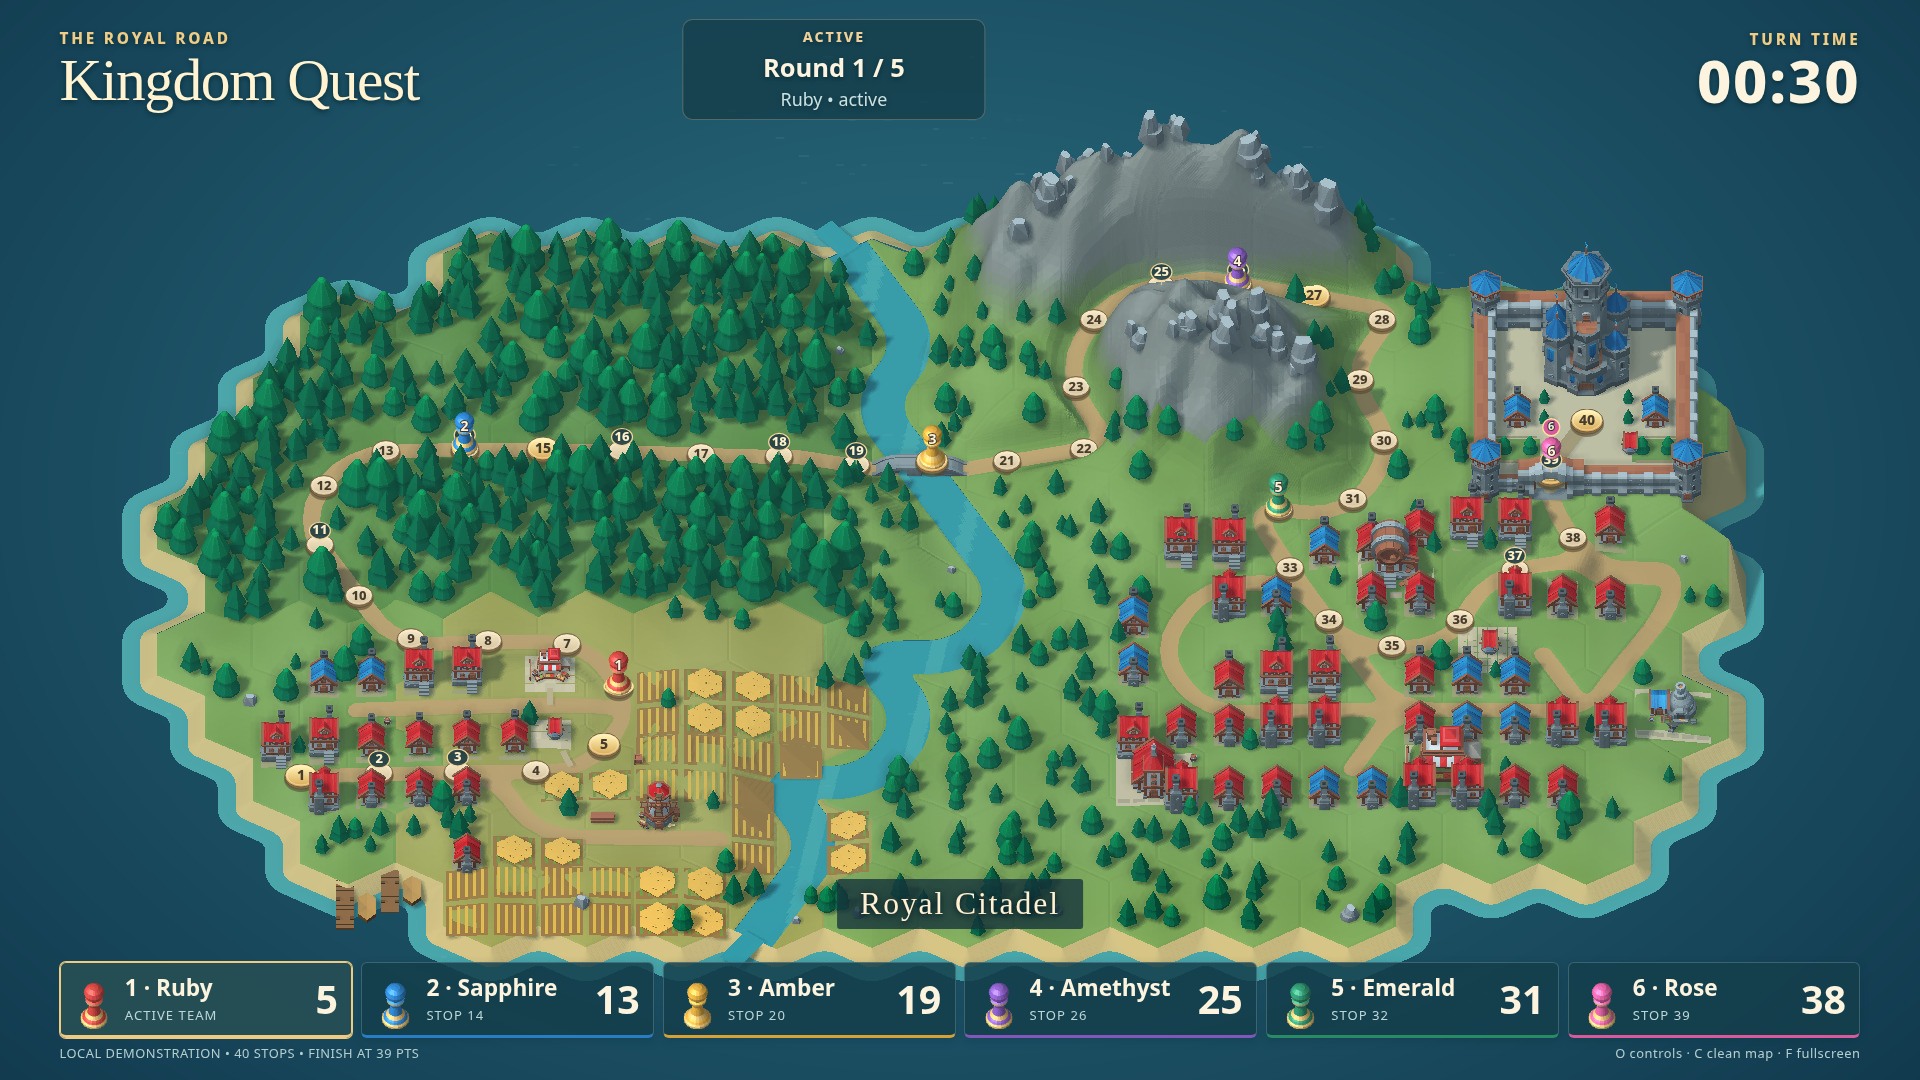 THE ROYAL ROAD
Kingdom Quest
ACTIVE
Round 1 / 5
Ruby • active
TURN TIME
00:30
25
4
27
24
28
23
29
2
13
15
16
17
18
19
3
21
22
30
6
40
6
39
12
11
5
31
38
10
33
37
9
8
7
1
34
35
36
1
2
3
4
5
Royal Citadel
1 · Ruby
ACTIVE TEAM
5
2 · Sapphire
STOP 14
13
3 · Amber
STOP 20
19
4 · Amethyst
STOP 26
25
5 · Emerald
STOP 32
31
6 · Rose
STOP 39
38
LOCAL DEMONSTRATION • 40 STOPS • FINISH AT 39 PTS
O controls · C clean map · F fullscreen